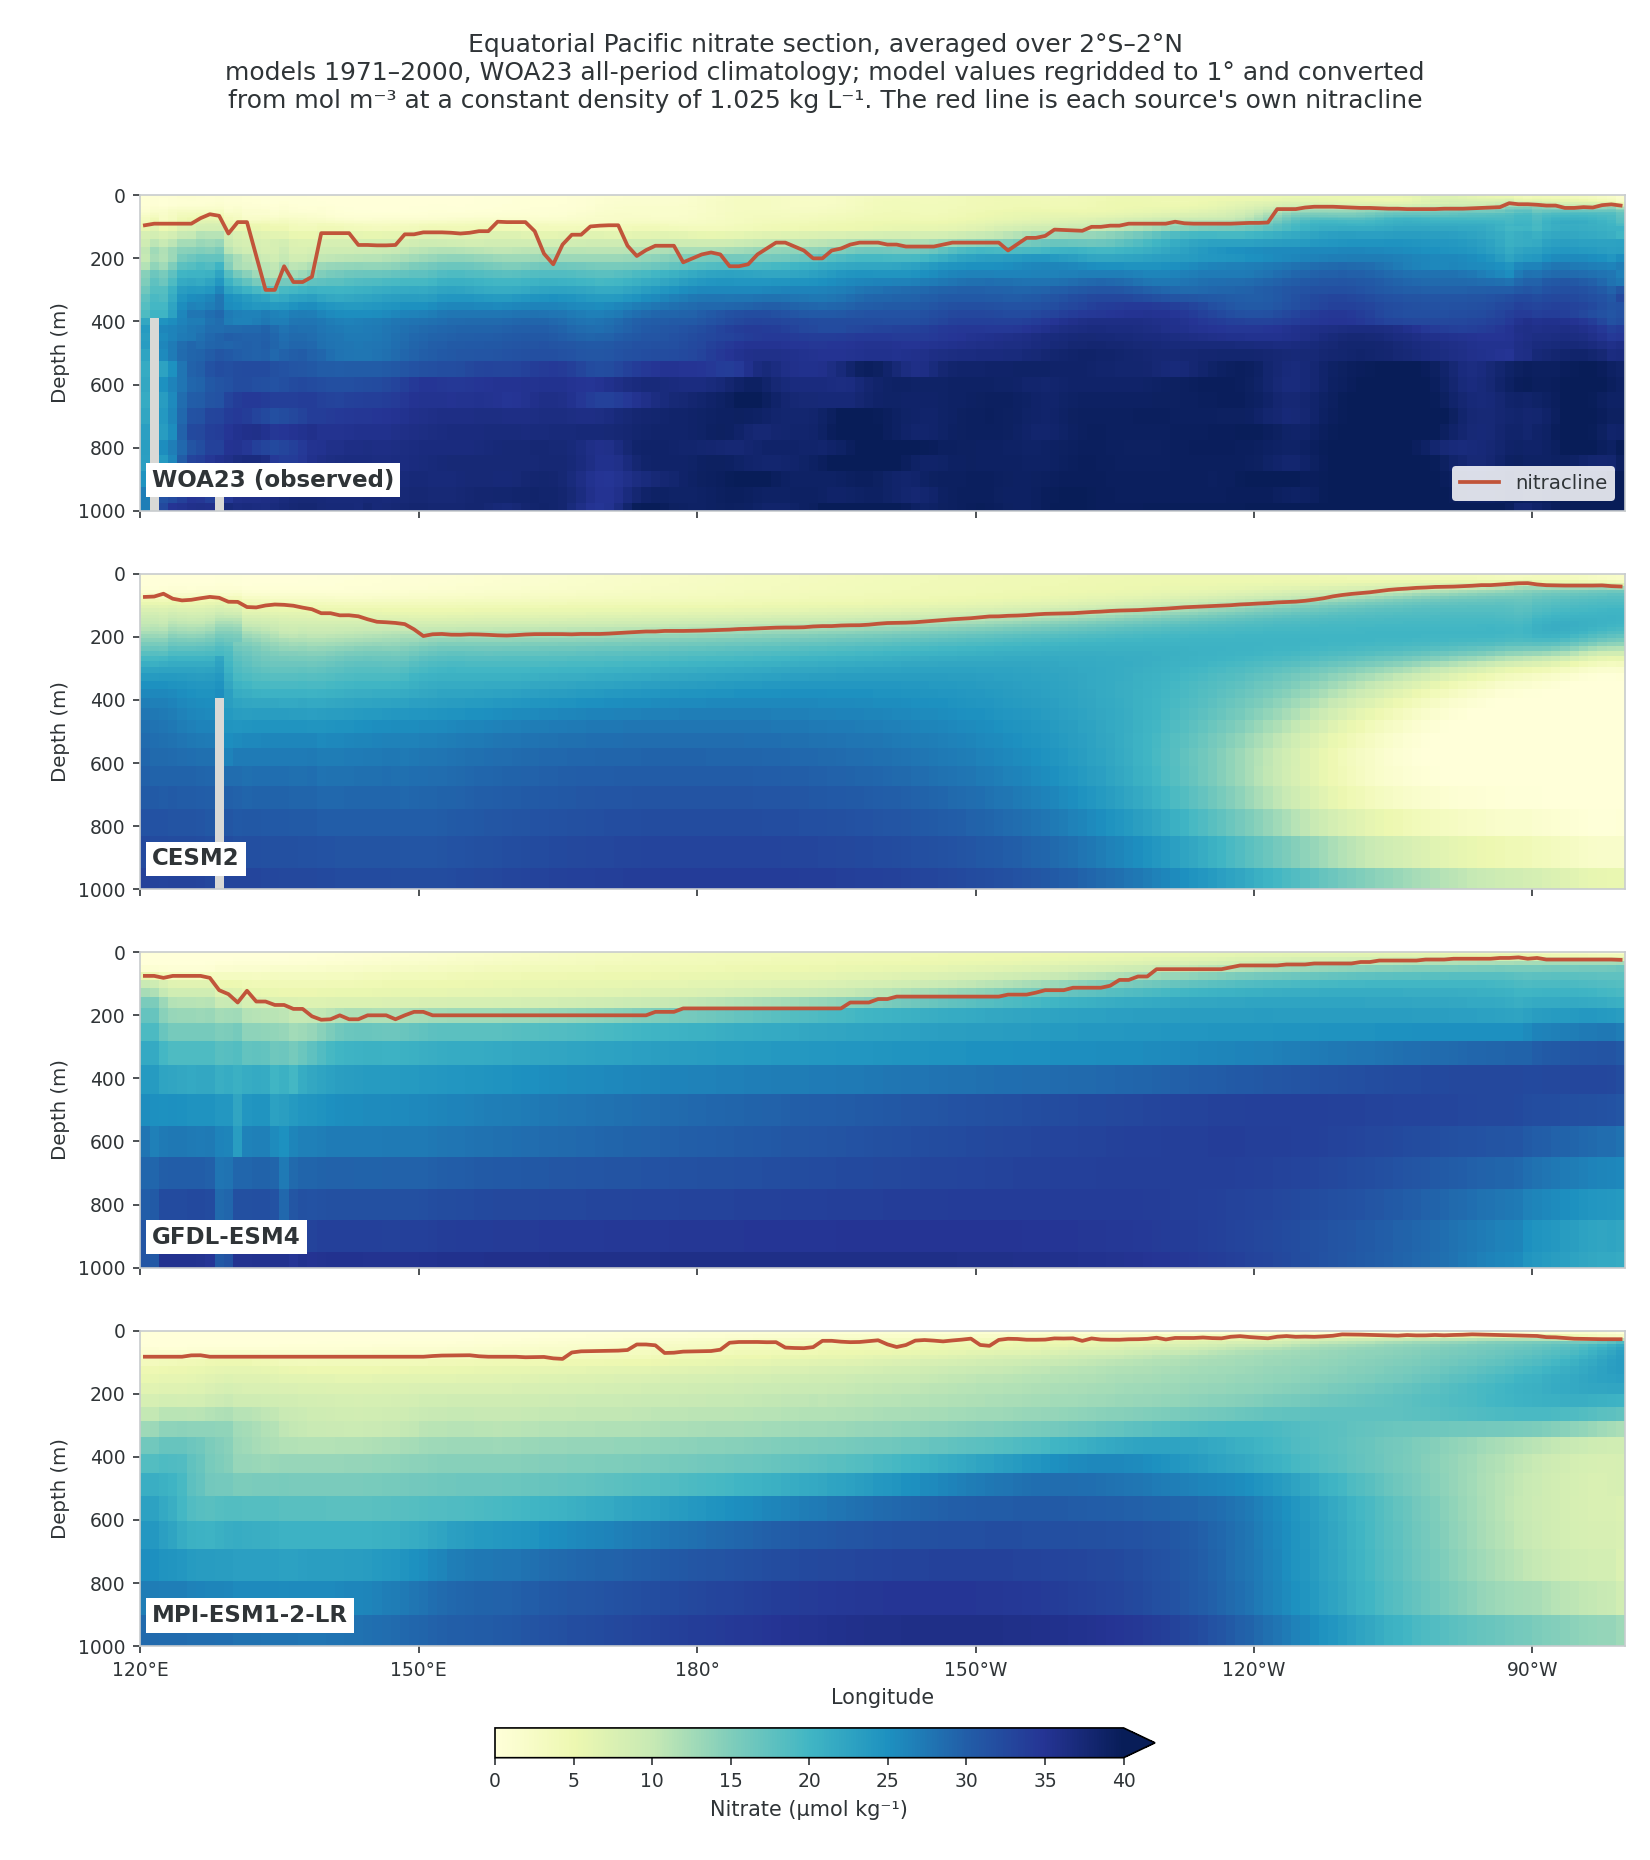 Equatorial Pacific nitrate section, averaged over 2°S–2°N
models 1971–2000, WOA23 all-period climatology; model values regridded to 1° and converted
from mol m⁻³ at a constant density of 1.025 kg L⁻¹. The red line is each source's own nitracline
0
200
400
600
800
1000
Depth (m)
WOA23 (observed)
nitracline
0
200
400
600
800
1000
Depth (m)
CESM2
0
200
400
600
800
1000
Depth (m)
GFDL-ESM4
0
200
400
600
800
1000
Depth (m)
MPI-ESM1-2-LR
120°E 150°E 180° 150°W 120°W 90°W
Longitude
0 5 10 15 20 25 30 35 40
Nitrate (μmol kg⁻¹)